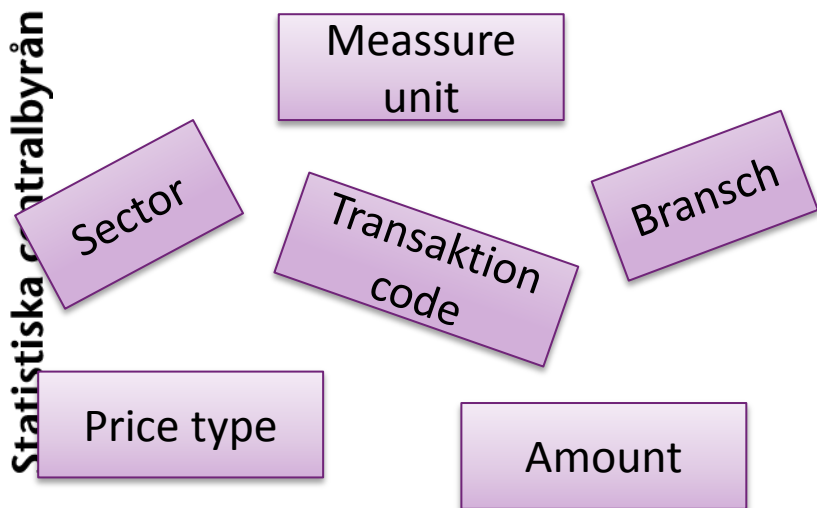 Statistiska centralbyrån
Meassure
unit
Sector
Transaktion
code
Bransch
Price type
Amount